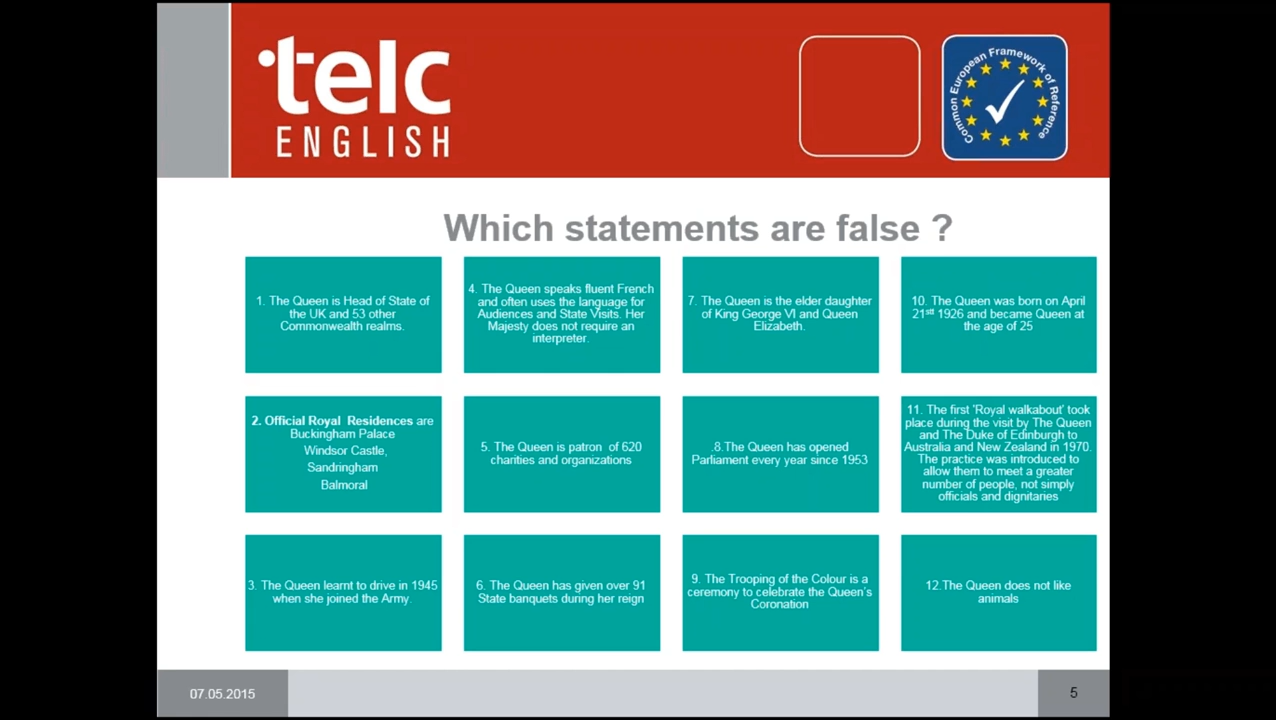 telc
ENGLISH
Common European Framework of Reference
Which statements are false ?
1. The Queen is Head of State of
the UK and 53 other
Commonwealth realms.
2. Official Royal Residences are
Buckingham Palace
Windsor Castle,
Sandringham
Balmoral
3. The Queen learnt to drive in 1945
when she joined the Army.
4. The Queen speaks fluent French
and often uses the language for
Audiences and State Visits. Her
Majesty does not require an
interpreter.
5. The Queen is patron of 620
charities and organizations
6. The Queen has given over 91
State banquets during her reign
7. The Queen is the elder daughter
of King George VI and Queen
Elizabeth.
.8.The Queen has opened
Parliament every year since 1953
9. The Trooping of the Colour is a
ceremony to celebrate the Queen's
Coronation
10. The Queen was born on April
21stt 1926 and became Queen at
the age of 25
11. The first 'Royal walkabout' took
place during the visit by The Queen
and The Duke of Edinburgh to
Australia and New Zealand in 1970.
The practice was introduced to
allow them to meet a greater
number of people, not simply
officials and dignitaries
12.The Queen does not like
animals
07.05.2015
5